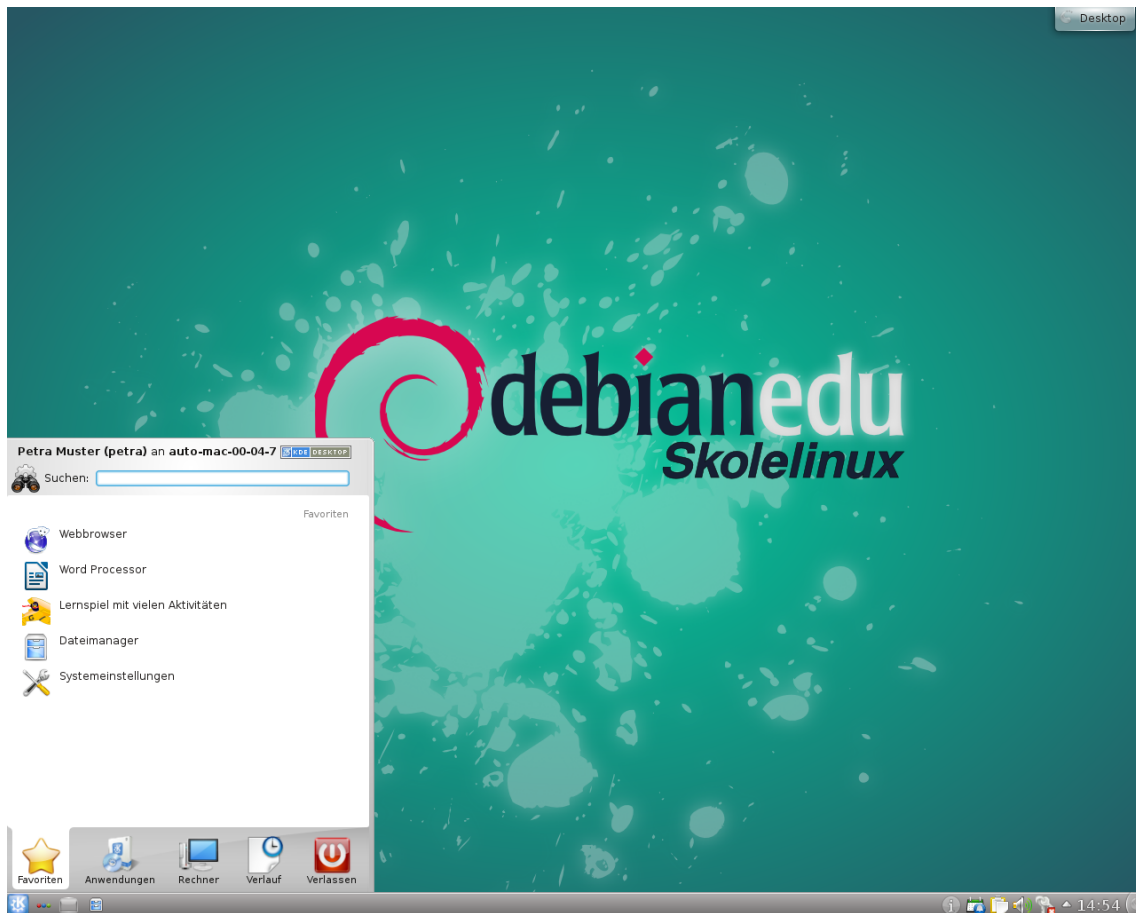 Desktop
debianedu
Skolelinux
Petra Muster (petra) an auto-mac-00-04-7 KDE DESKTOP
Suchen:
Favoriten
Webbrowser
Word Processor
Lernspiel mit vielen Aktivitäten
Dateimanager
Systemeinstellungen
Favoriten
Anwendungen
Rechner
Verlauf
Verlassen
14:54